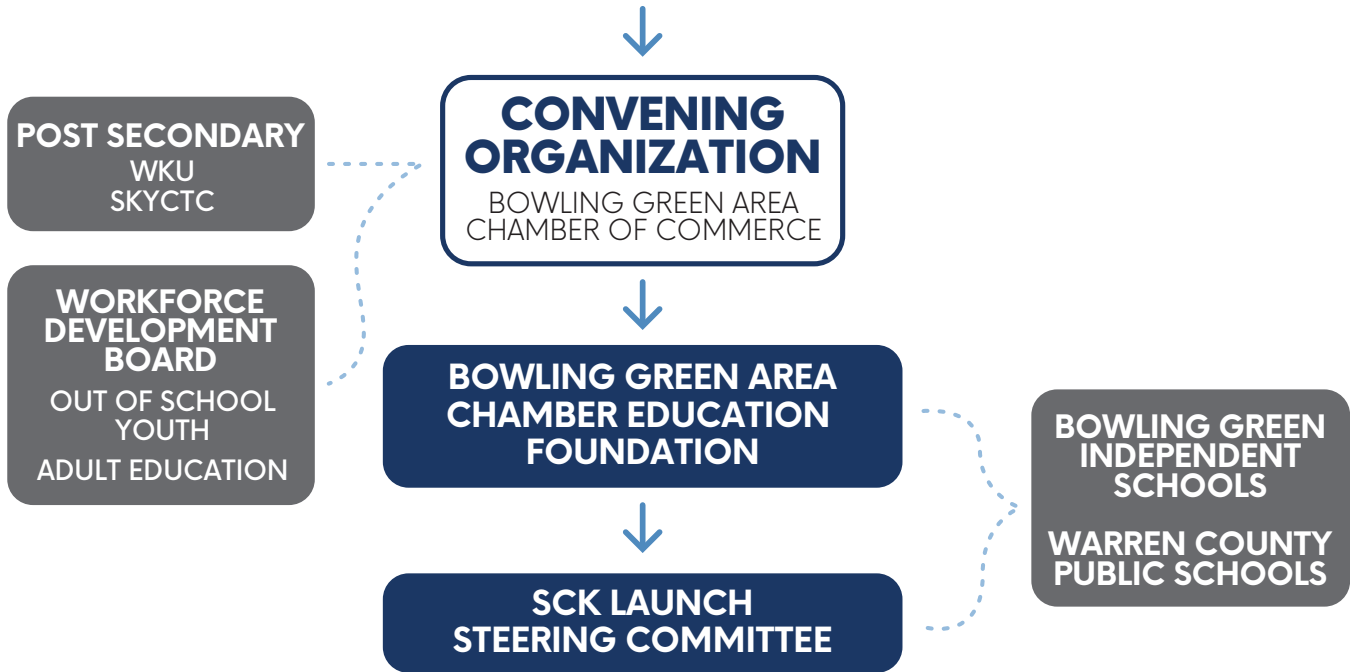 CONVENING
ORGANIZATION
BOWLING GREEN AREA
CHAMBER OF COMMERCE
POST SECONDARY
WKU
SKYCTC
WORKFORCE
DEVELOPMENT
BOARD
OUT OF SCHOOL
YOUTH
ADULT EDUCATION
BOWLING GREEN AREA
CHAMBER EDUCATION
FOUNDATION
BOWLING GREEN
INDEPENDENT
SCHOOLS
WARREN COUNTY
PUBLIC SCHOOLS
SCK LAUNCH
STEERING COMMITTEE